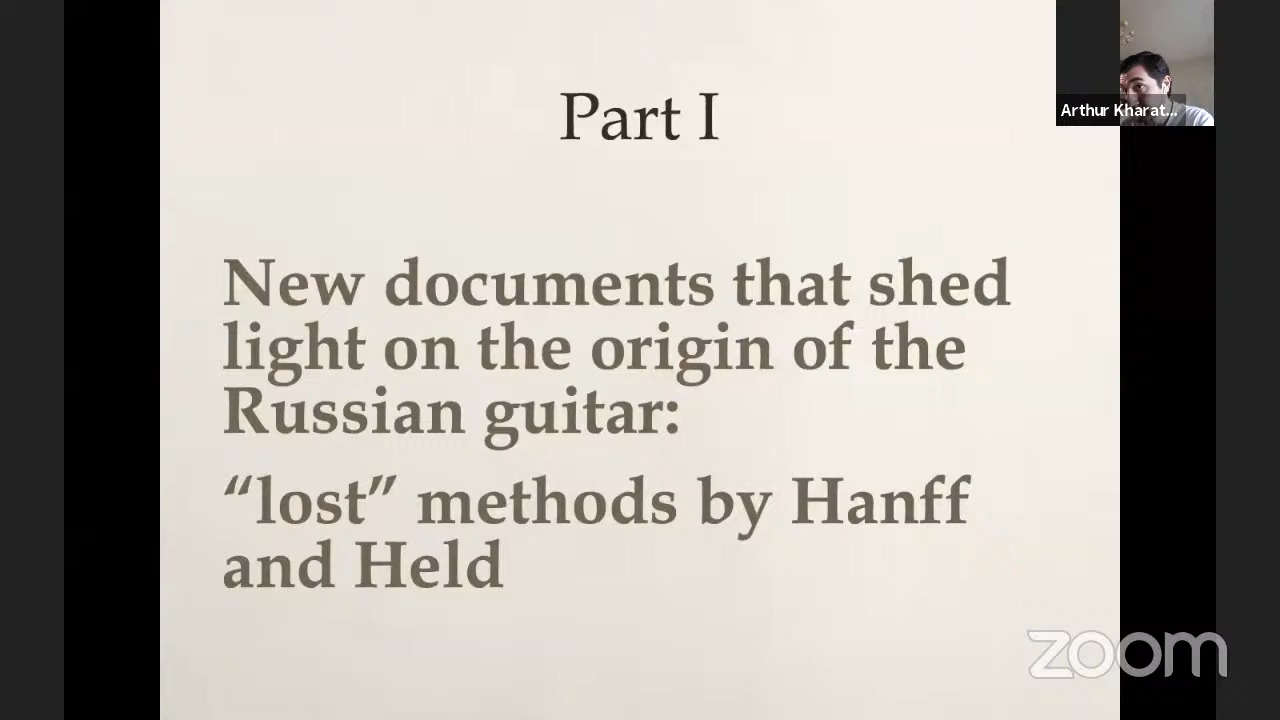 Part I
Arthur Kharat...
New documents that shed
light on the origin of the
Russian guitar:
“lost” methods by Hanff
and Held
zoom